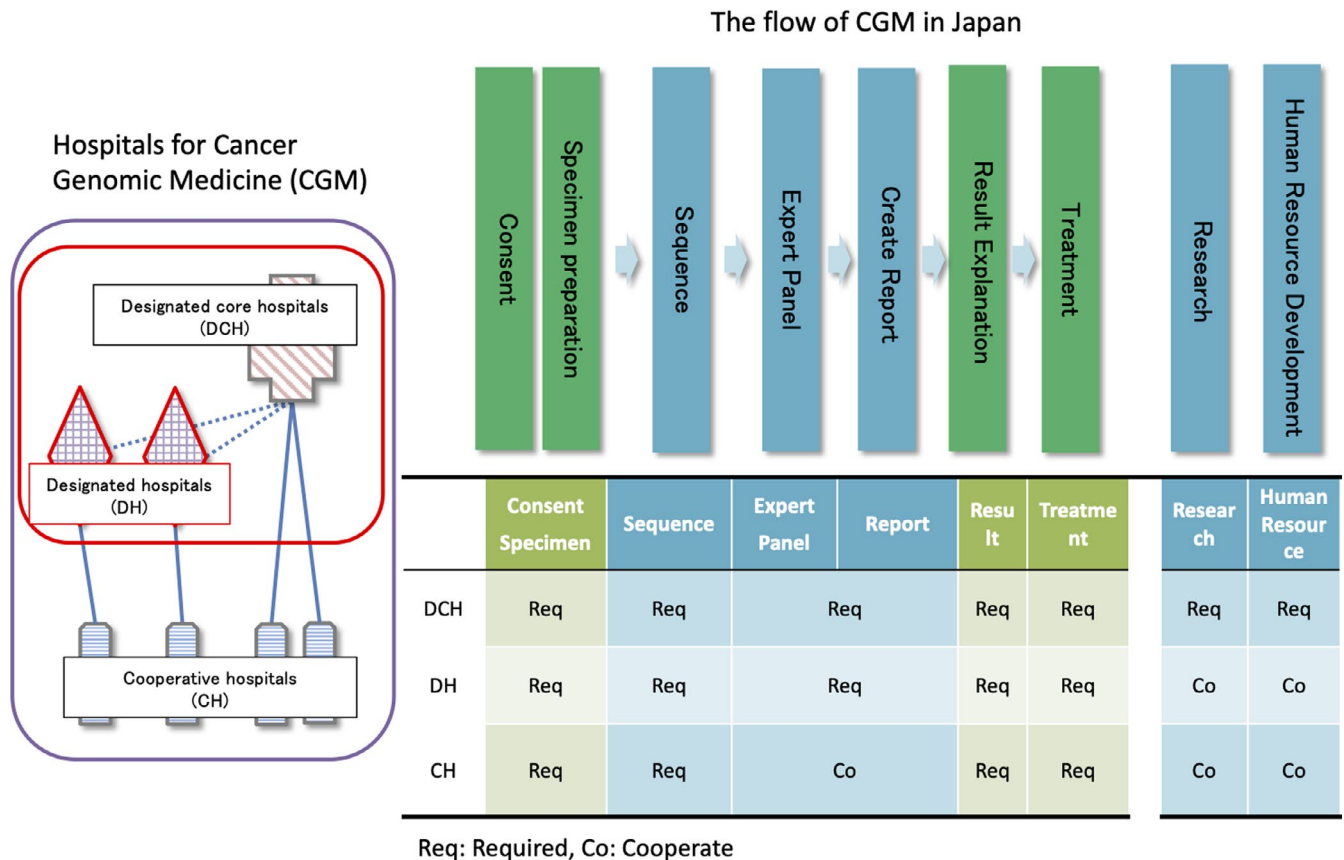 The flow of CGM in Japan
Hospitals for Cancer
Genomic Medicine (CGM)
Designated core hospitals
(DCH)
Designated hospitals
(DH)
Cooperative hospitals
(CH)
Consent
Specimen preparation
Sequence
Expert Panel
Create Report
Result Explanation
Treatment
Research
Human Resource Development
Consent
Specimen
Sequence
Expert
Panel
Report
Resu
lt
Treatme
nt
Resear
ch
Human
Resour
ce
DCH Req Req Req Req Req Req Req
DH Req Req Req Req Req Co Co
CH Req Req Co Req Req Co Co
Req: Required, Co: Cooperate